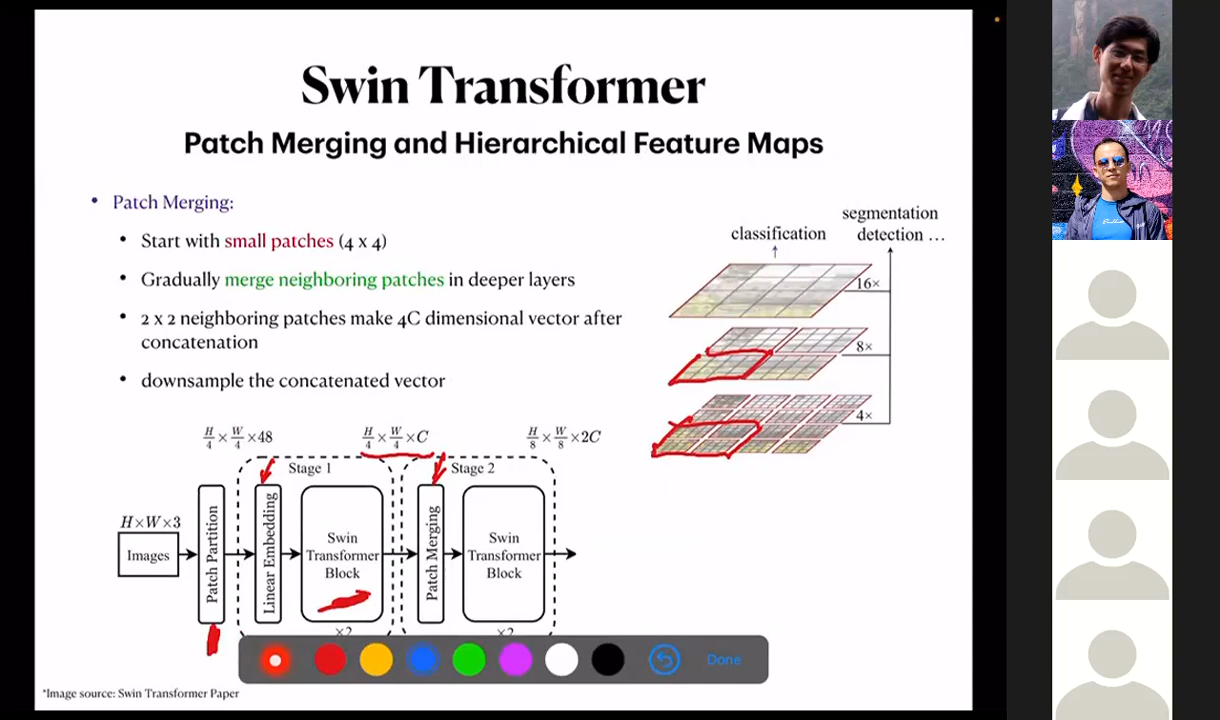 Swin Transformer
Patch Merging and Hierarchical Feature Maps
• Patch Merging:
• Start with small patches (4 x 4)
• Gradually merge neighboring patches in deeper layers
• 2 x 2 neighboring patches make 4C dimensional vector after
concatenation
• downsample the concatenated vector
segmentation
classification detection ...
16×
8×
4×
H/4 × W/4 × 48
H/4 × W/4 × C
H/8 × W/8 × 2C
Stage 1
Stage 2
H×W×3
Images
Patch Partition
Linear Embedding
Swin
Transformer
Block
×2
Patch Merging
Swin
Transformer
Block
×2
Done
*Image source: Swin Transformer Paper